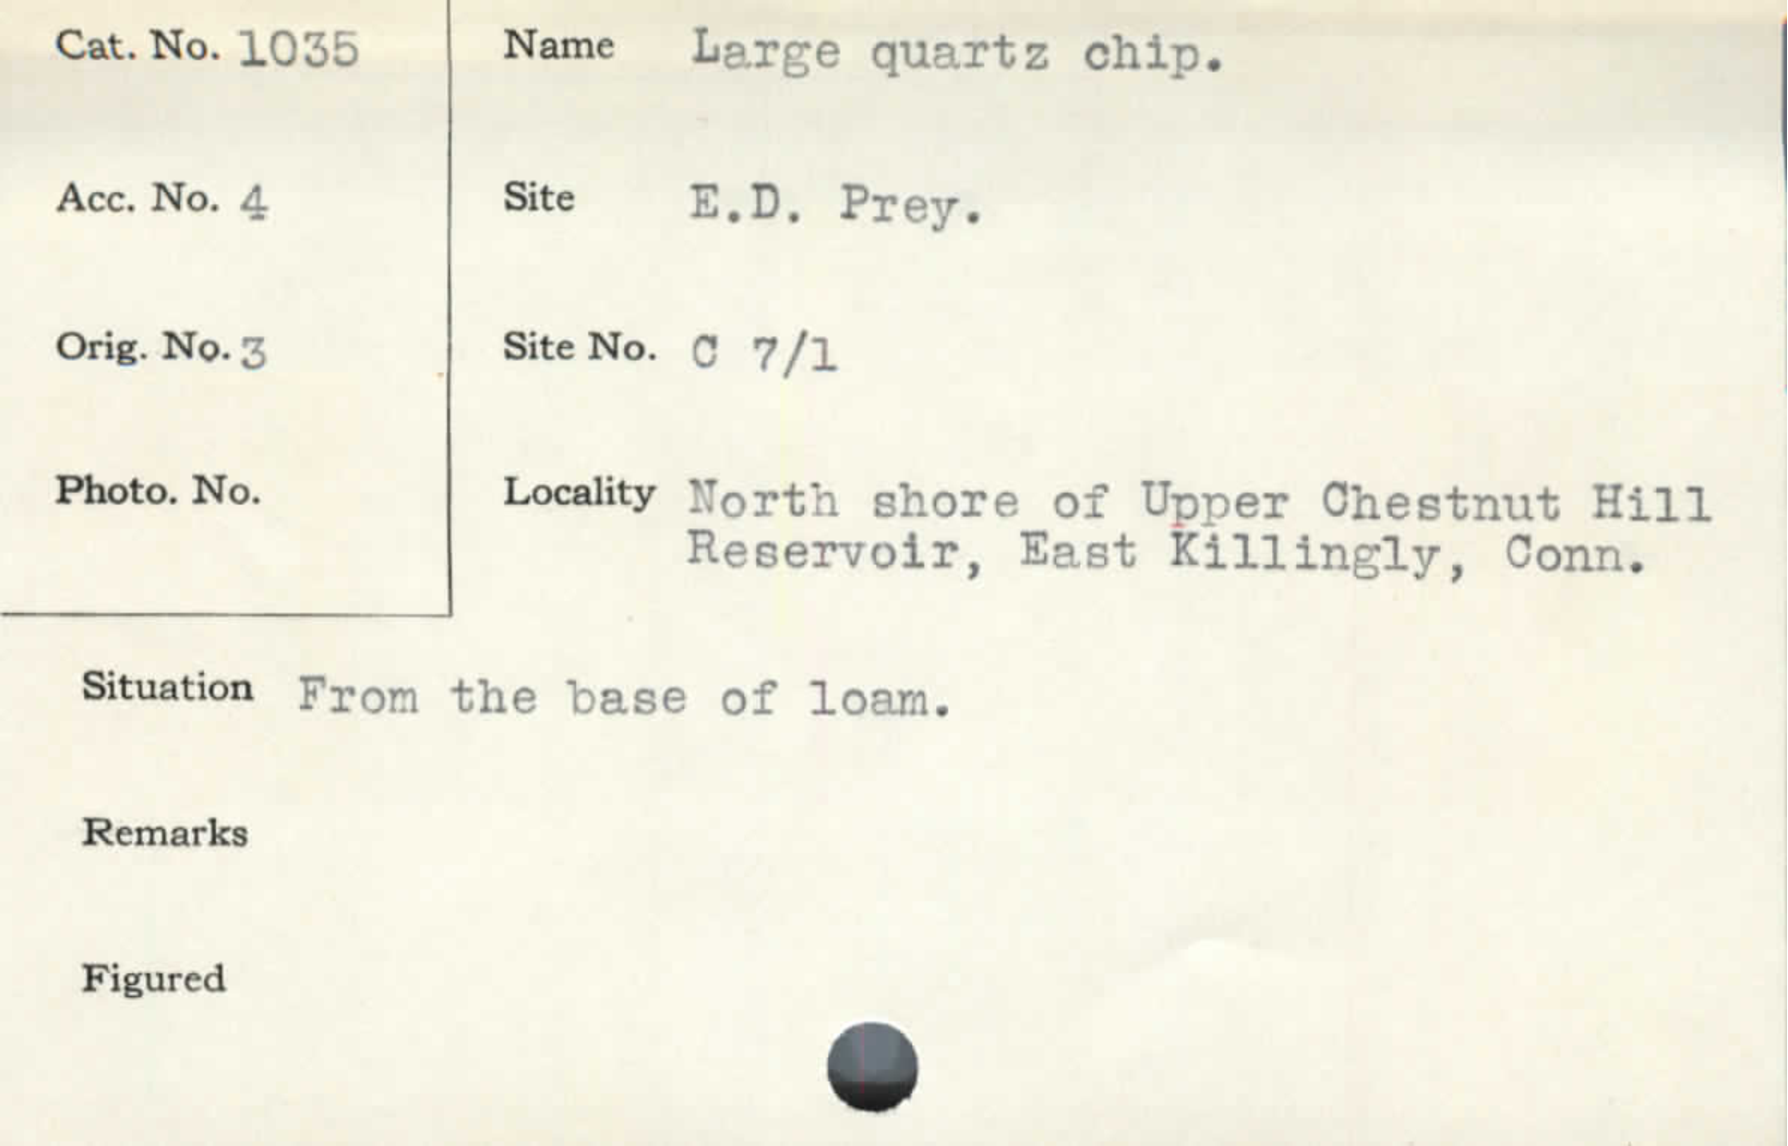 Cat. No. 1035
Name Large quartz chip.
Acc. No. 4
Site E.D. Prey.
Orig. No. 3
Site No. C 7/1
Photo. No.
Locality North shore of Upper Chestnut Hill
Reservoir, East Killingly, Conn.
Situation From the base of loam.
Remarks
Figured